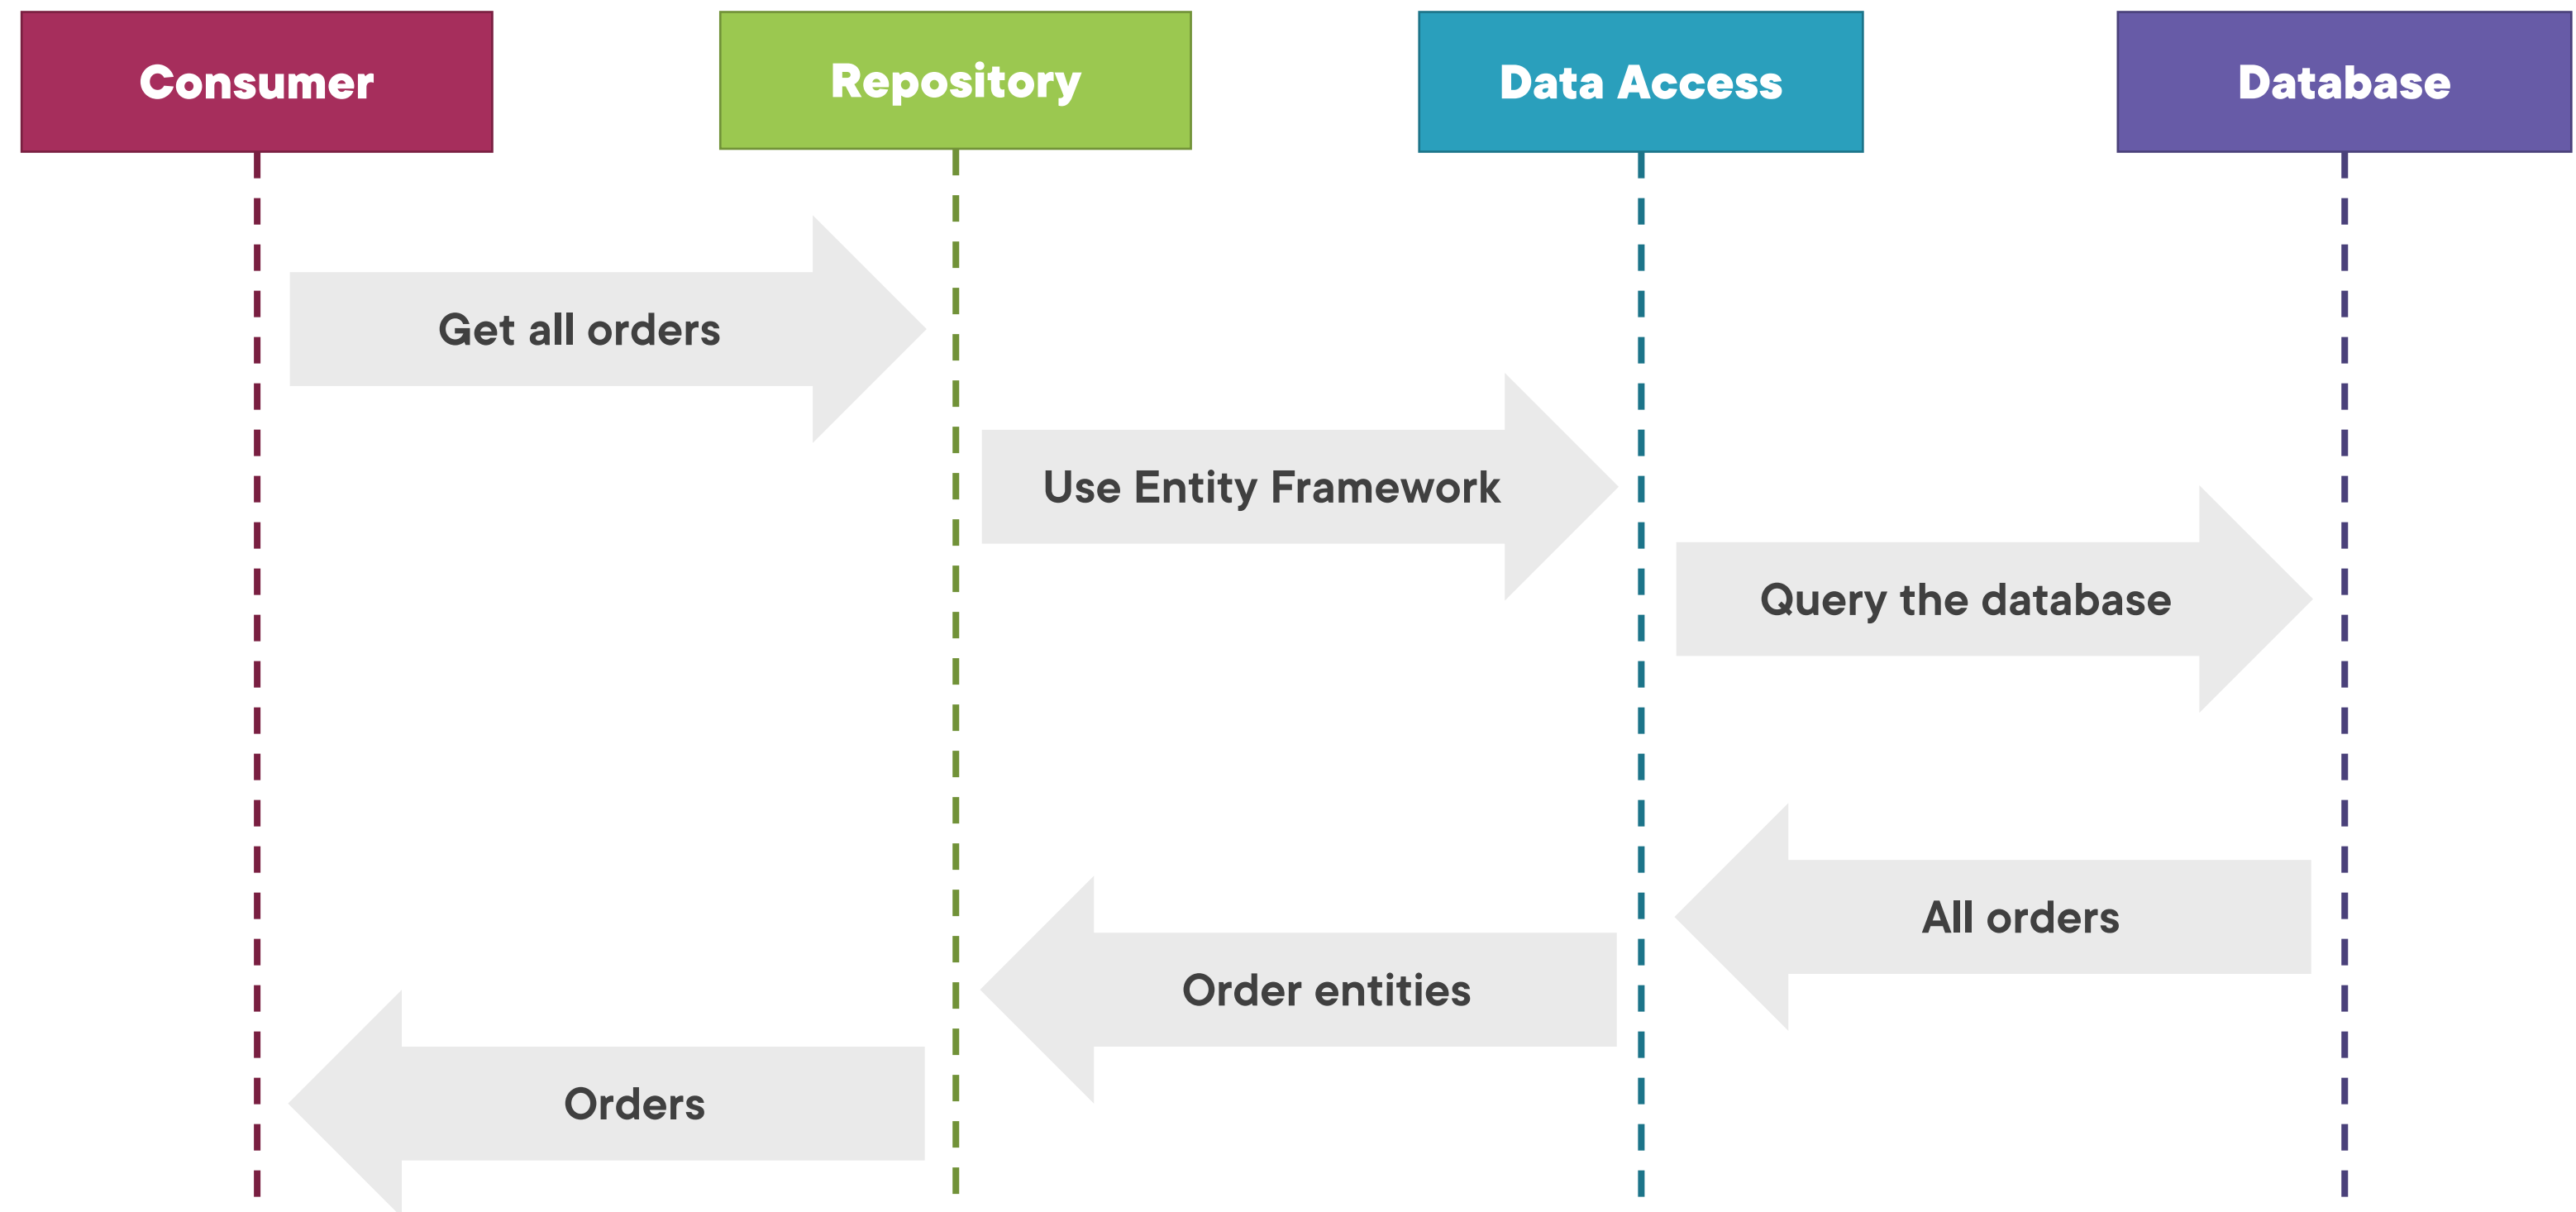 Consumer
Repository
Data Access
Database
Get all orders
Use Entity Framework
Query the database
All orders
Order entities
Orders